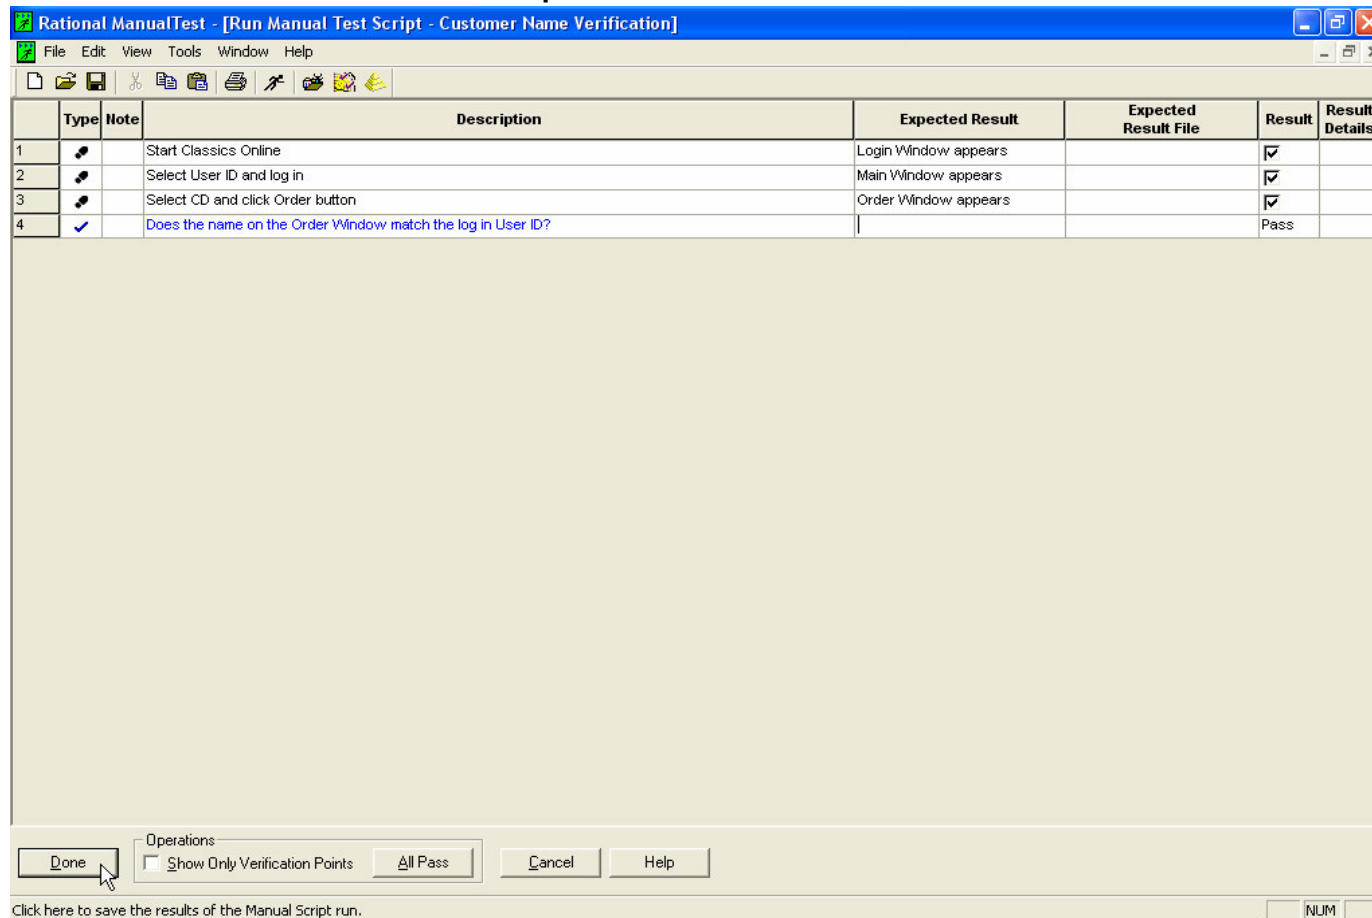 Rational ManualTest - [Run Manual Test Script - Customer Name Verification]
File Edit View Tools Window Help
Type Note Description Expected Result Expected Result File Result Result Details
1 Start Classics Online Login Window appears
2 Select User ID and log in Main Window appears
3 Select CD and click Order button Order Window appears
4 Does the name on the Order Window match the log in User ID? Pass
Operations
Done Show Only Verification Points All Pass Cancel Help
Click here to save the results of the Manual Script run. NUM